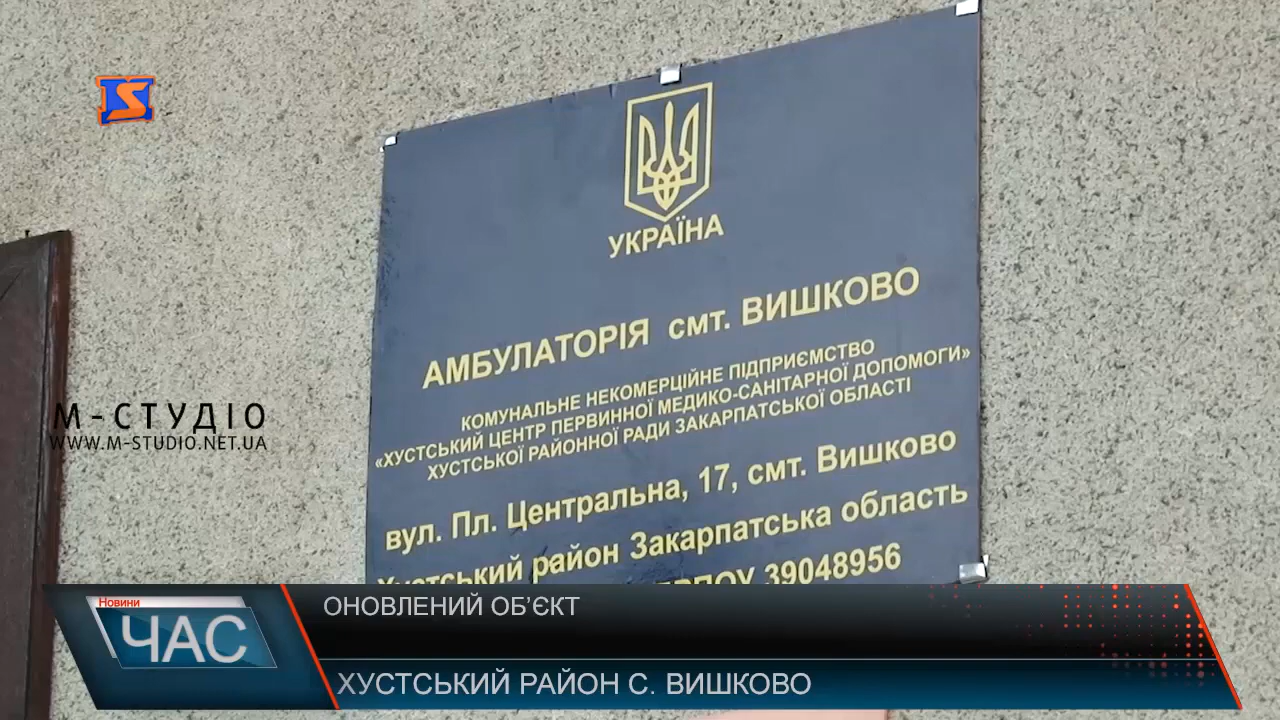 УКРАЇНА
АМБУЛАТОРІЯ смт. ВИШКОВО
КОМУНАЛЬНЕ НЕКОМЕРЦІЙНЕ ПІДПРИЄМСТВО
«ХУСТСЬКИЙ ЦЕНТР ПЕРВИННОЇ МЕДИКО-САНІТАРНОЇ ДОПОМОГИ»
ХУСТСЬКОЇ РАЙОННОЇ РАДИ ЗАКАРПАТСЬКОЇ ОБЛАСТІ
вул. Пл. Центральна, 17, смт. Вишково
Хустський район Закарпатська область
39048956
М-СТУДІО
WWW.M-STUDIO.NET.UA
Новини
ЧАС
ОНОВЛЕНИЙ ОБ’ЄКТ
ХУСТСЬКИЙ РАЙОН С. ВИШКОВО